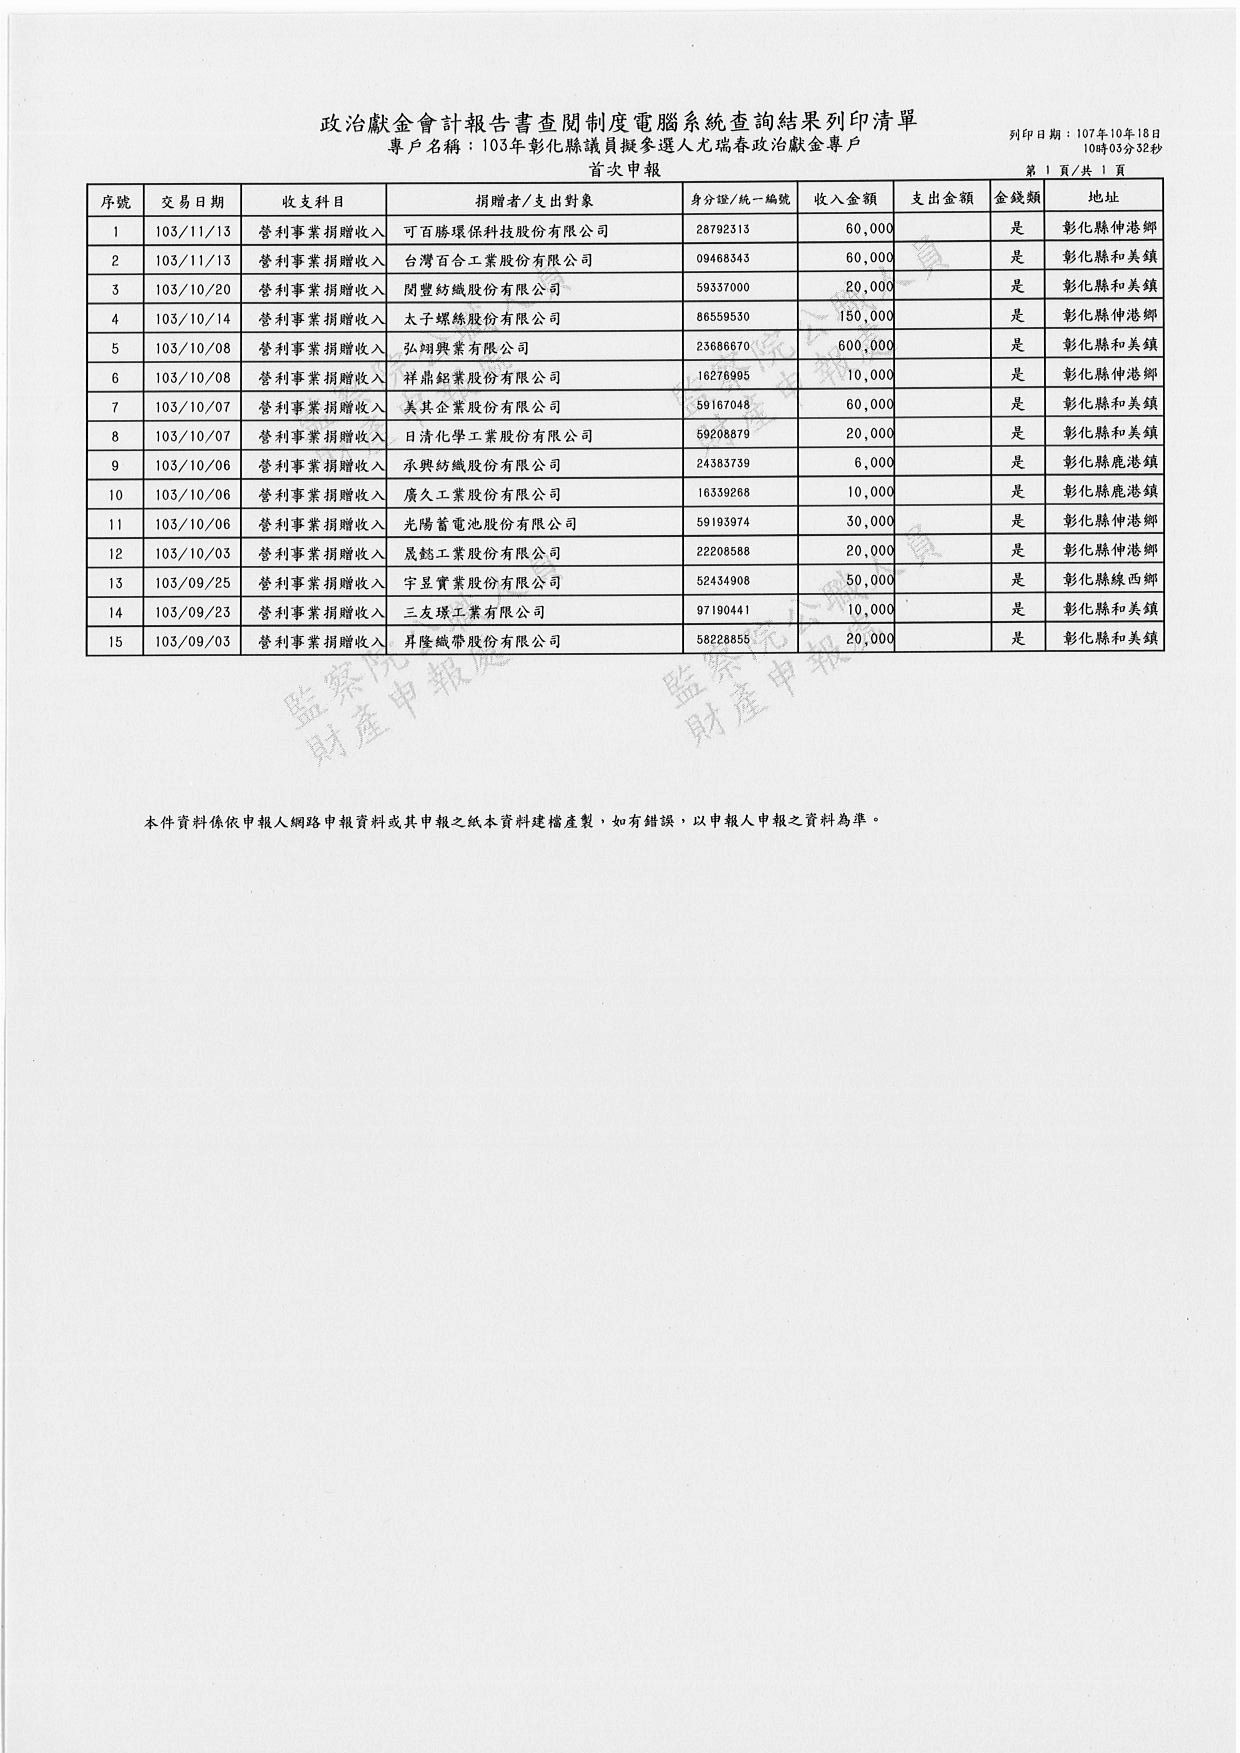 政治獻金會計報告書查閱制度電腦系統查詢結果列印清單
專戶名稱：103年彰化縣議員擬參選人尤瑞春政治獻金專戶
首次申報
列印日期：107年10月18日
10時03分32秒
第 1 頁/共 1 頁
序號 交易日期 收支科目 捐贈者/支出對象 身分證/統一編號 收入金額 支出金額 金錢類 地址
1 103/11/13 營利事業捐贈收入 可百勝環保科技股份有限公司 28792313 60,000 是 彰化縣伸港鄉
2 103/11/13 營利事業捐贈收入 台灣百合工業股份有限公司 09468343 60,000 是 彰化縣和美鎮
3 103/10/20 營利事業捐贈收入 閔豐紡織股份有限公司 59337000 20,000 是 彰化縣和美鎮
4 103/10/14 營利事業捐贈收入 太子螺絲股份有限公司 86559530 150,000 是 彰化縣伸港鄉
5 103/10/08 營利事業捐贈收入 弘翊興業有限公司 23686670 600,000 是 彰化縣和美鎮
6 103/10/08 營利事業捐贈收入 祥鼎鋁業股份有限公司 16276995 10,000 是 彰化縣伸港鄉
7 103/10/07 營利事業捐贈收入 美其企業股份有限公司 59167048 60,000 是 彰化縣和美鎮
8 103/10/07 營利事業捐贈收入 日清化學工業股份有限公司 59208879 20,000 是 彰化縣和美鎮
9 103/10/06 營利事業捐贈收入 承興紡織股份有限公司 24383739 6,000 是 彰化縣鹿港鎮
10 103/10/06 營利事業捐贈收入 廣久工業股份有限公司 16339268 10,000 是 彰化縣鹿港鎮
11 103/10/06 營利事業捐贈收入 光陽蓄電池股份有限公司 59193974 30,000 是 彰化縣伸港鄉
12 103/10/03 營利事業捐贈收入 晟懿工業股份有限公司 22208588 20,000 是 彰化縣伸港鄉
13 103/09/25 營利事業捐贈收入 宇昱實業股份有限公司 52434908 50,000 是 彰化縣線西鄉
14 103/09/23 營利事業捐贈收入 三友璟工業有限公司 97190441 10,000 是 彰化縣和美鎮
15 103/09/03 營利事業捐贈收入 昇隆織帶股份有限公司 58228855 20,000 是 彰化縣和美鎮
監察院公職人員
財產申報處
監察院公職人員
財產申報處
監察院公職人員
財產申報處
監察院公職人員
財產申報處
本件資料係依申報人網路申報資料或其申報之紙本資料建檔產製，如有錯誤，以申報人申報之資料為準。